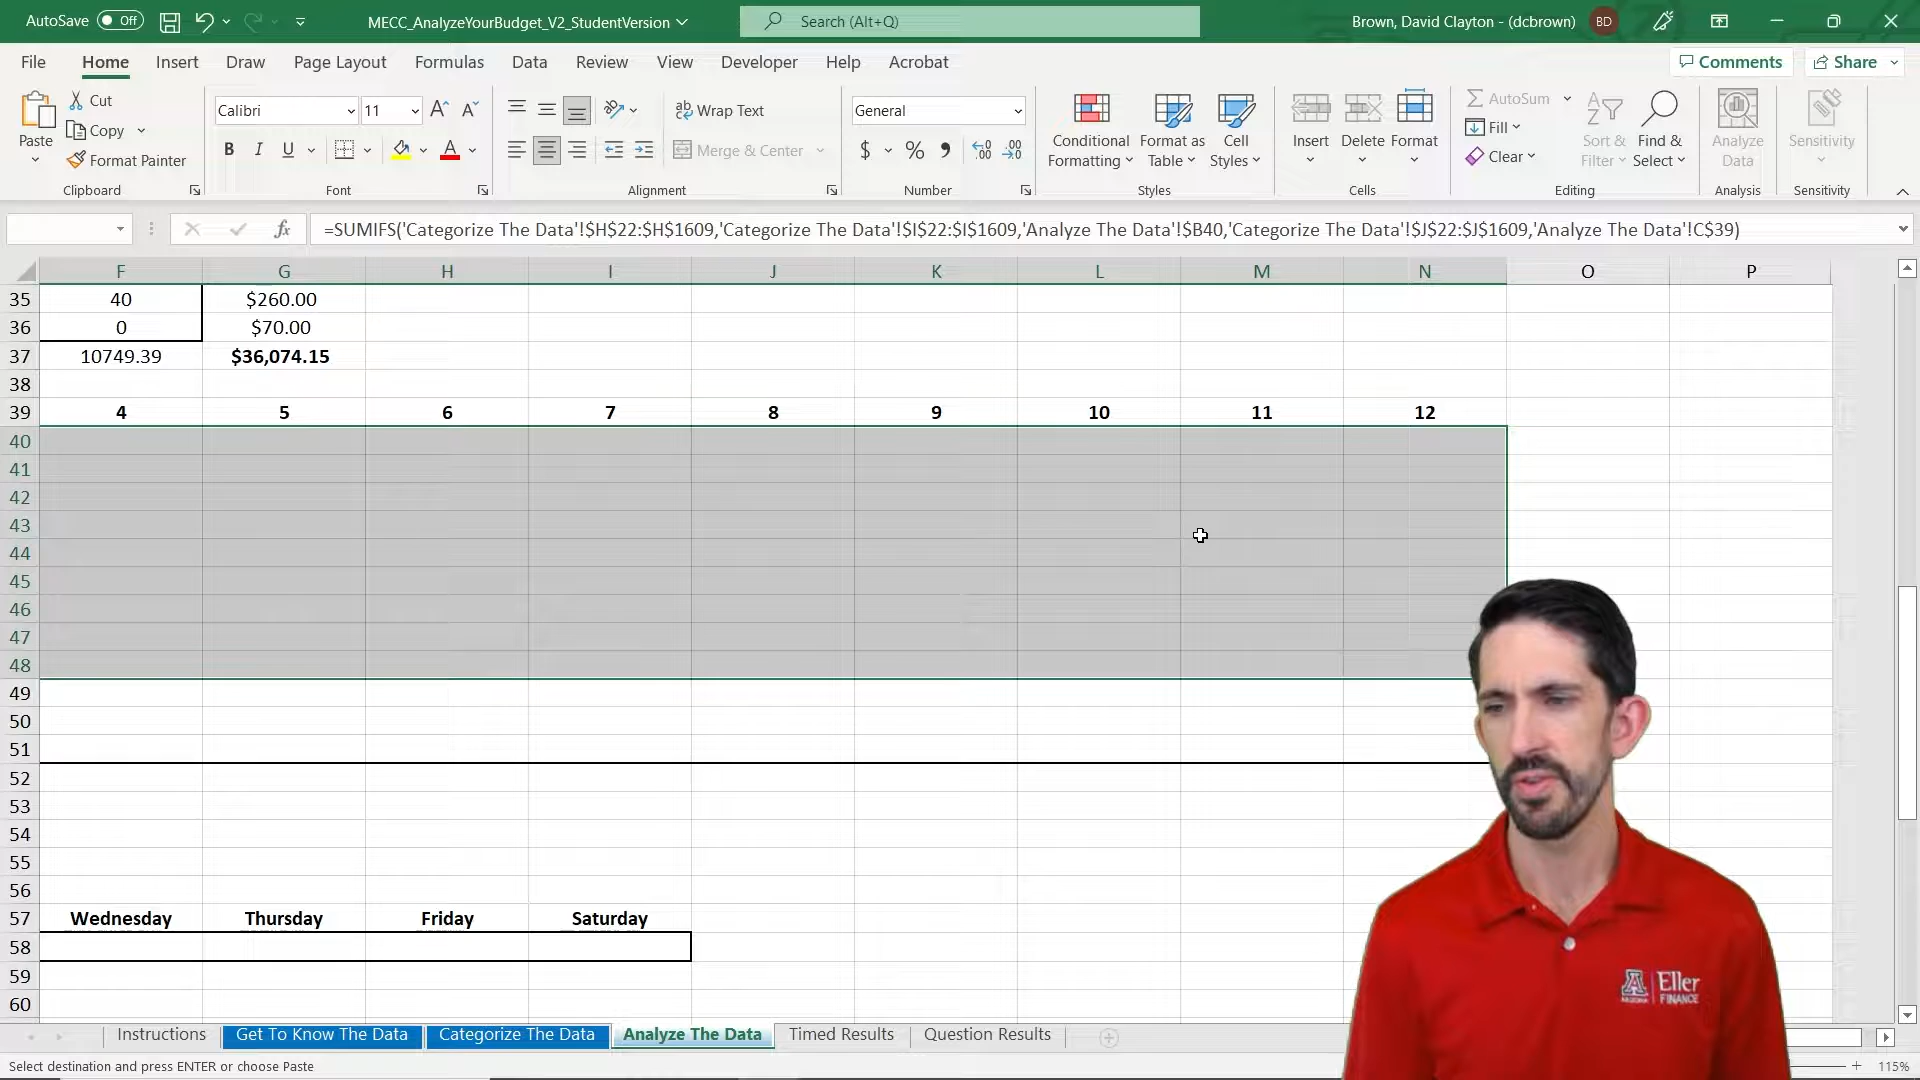 AutoSave Off MECC_AnalyzeYourBudget_V2_StudentVersion Search (Alt+Q) Brown, David Clayton - (dcbrown) BD
File Home Insert Draw Page Layout Formulas Data Review View Developer Help Acrobat Comments Share
Paste Cut Copy Format Painter Clipboard
Calibri 11 B I U A Font
ab Wrap Text Merge & Center Alignment
General $ % , Number
Conditional Formatting Format as Table Cell Styles Styles
Insert Delete Format Cells
AutoSum Fill Clear Sort & Filter Find & Select Editing
Analyze Data Analysis
Sensitivity Sensitivity
fx =SUMIFS('Categorize The Data'!$H$22:$H$1609,'Categorize The Data'!$I$22:$I$1609,'Analyze The Data'!$B40,'Categorize The Data'!$J$22:$J$1609,'Analyze The Data'!C$39)
F G H I J K L M N O P
35 40 $260.00
36 0 $70.00
37 10749.39 $36,074.15
38
39 4 5 6 7 8 9 10 11 12
40
41
42
43
44
45
46
47
48
49
50
51
52
53
54
55
56
57 Wednesday Thursday Friday Saturday
58
59
60
A ARIZONA Eller FINANCE
Instructions Get To Know The Data Categorize The Data Analyze The Data Timed Results Question Results
Select destination and press ENTER or choose Paste 115%